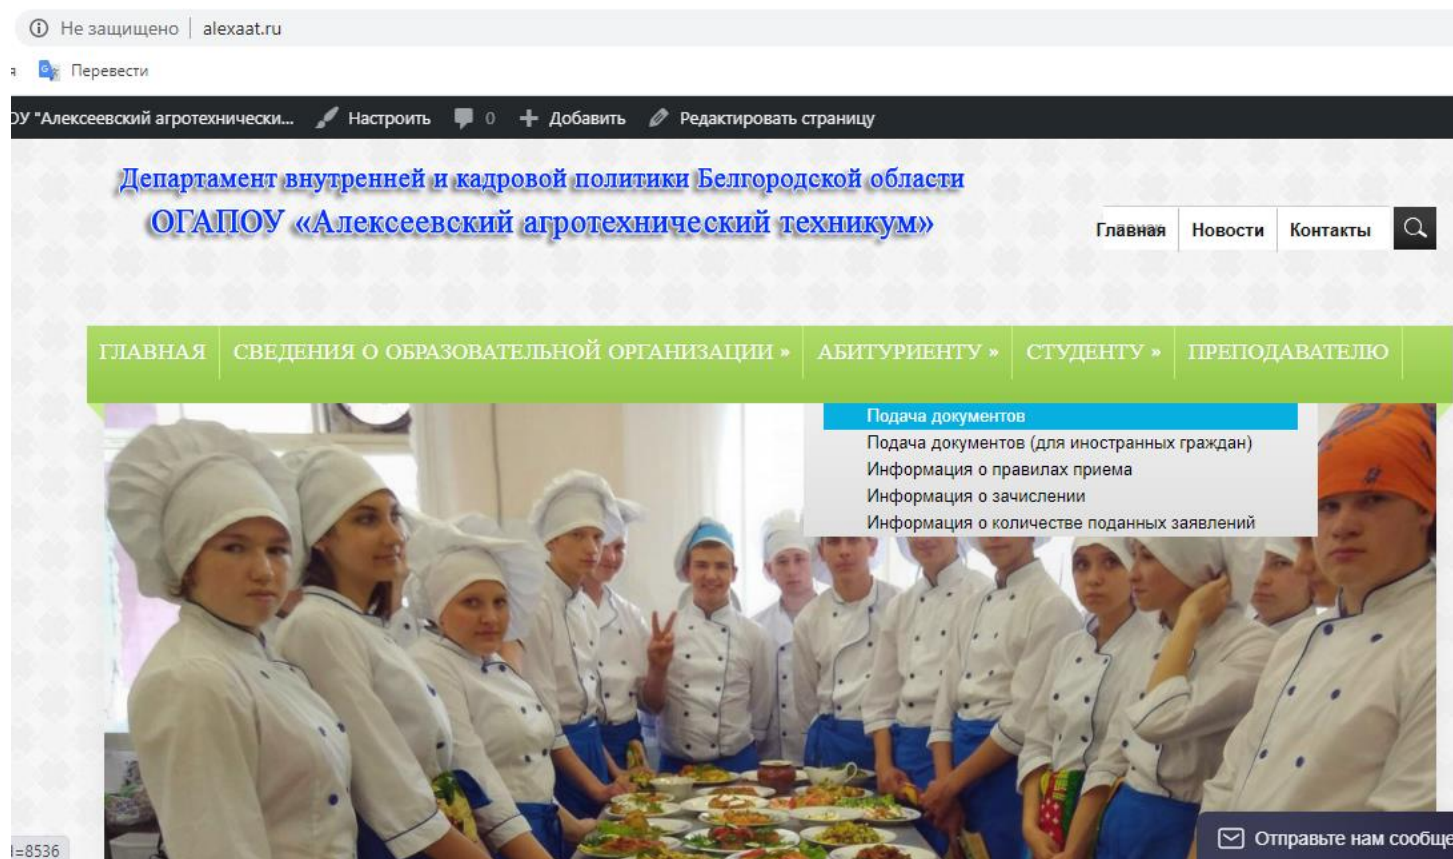 Не защищено alexaat.ru
я Перевести
ОУ "Алексеевский агротехнически... Настроить 0 Добавить Редактировать страницу
Департамент внутренней и кадровой политики Белгородской области
ОГАПОУ «Алексеевский агротехнический техникум»
Главная Новости Контакты
ГЛАВНАЯ СВЕДЕНИЯ О ОБРАЗОВАТЕЛЬНОЙ ОРГАНИЗАЦИИ » АБИТУРИЕНТУ » СТУДЕНТУ » ПРЕПОДАВАТЕЛЮ
Подача документов
Подача документов (для иностранных граждан)
Информация о правилах приема
Информация о зачислении
Информация о количестве поданных заявлений
Отправьте нам сообще
=8536